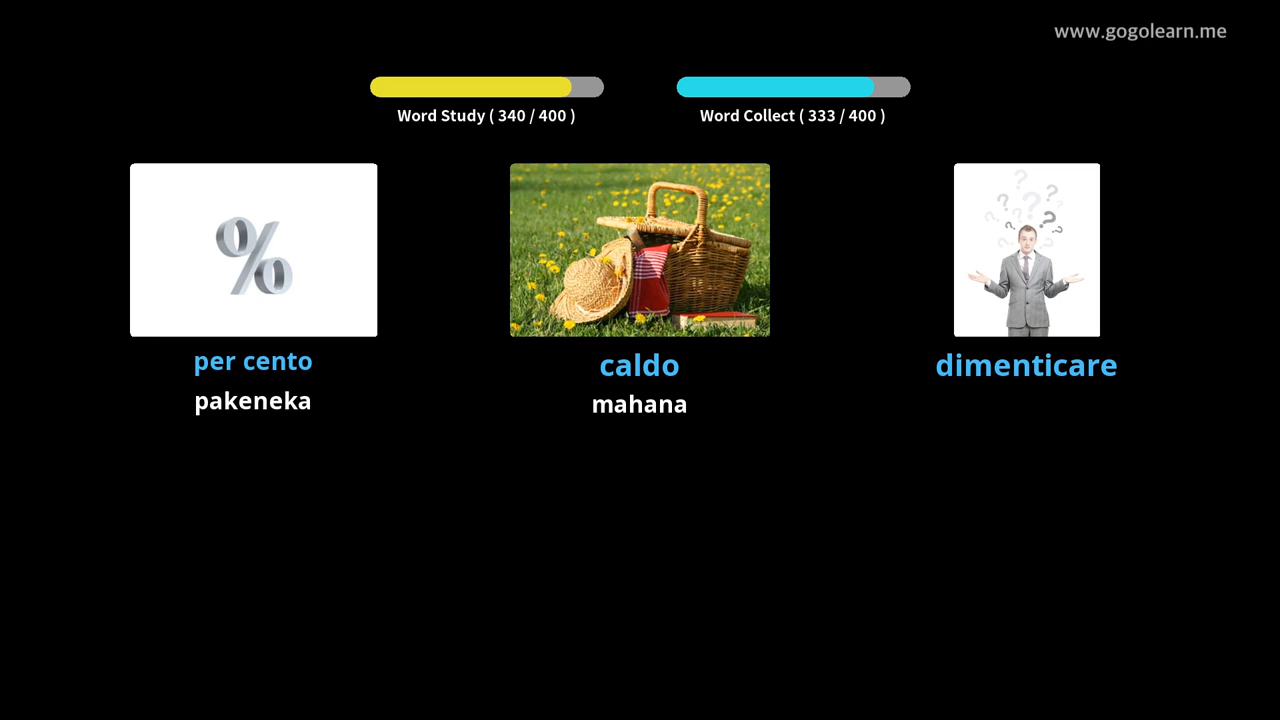 www.gogolearn.me
Word Study ( 340 / 400 )
Word Collect ( 333 / 400 )
%
per cento
pakeneka
caldo
mahana
dimenticare